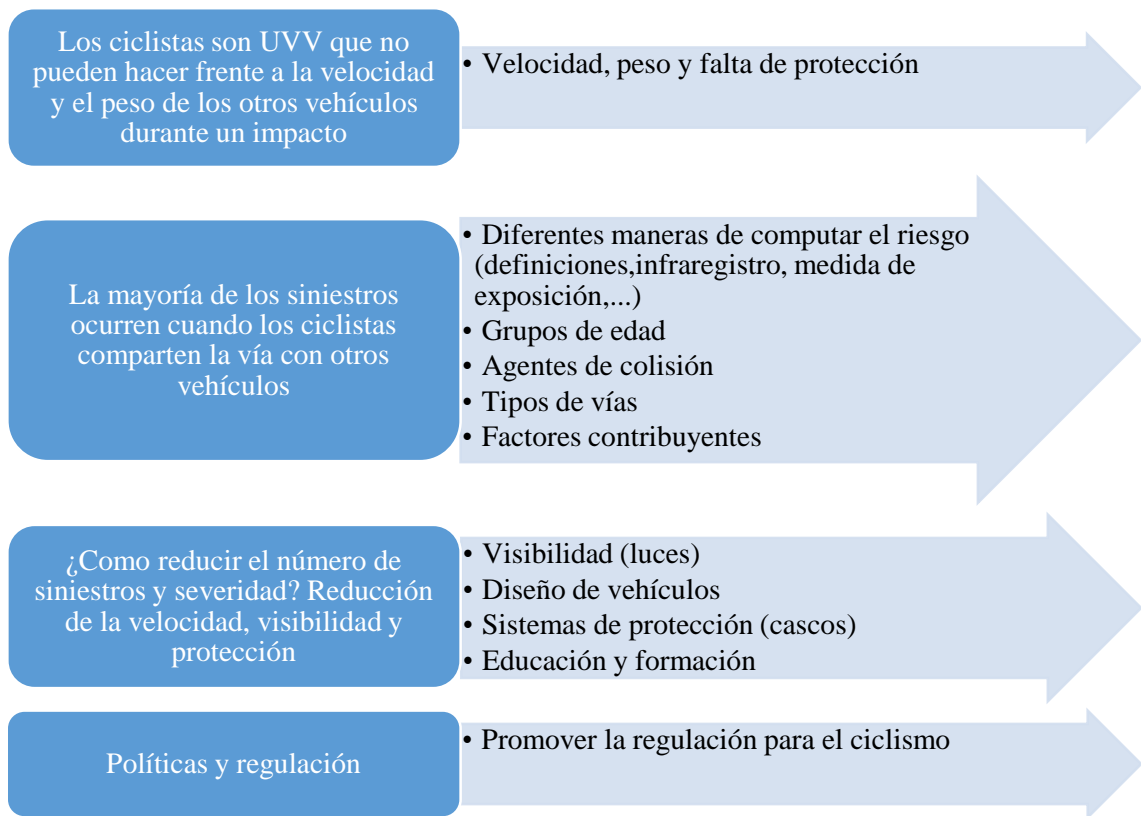 Los ciclistas son UVV que no
pueden hacer frente a la velocidad
y el peso de los otros vehículos
durante un impacto
• Velocidad, peso y falta de protección
La mayoría de los siniestros
ocurren cuando los ciclistas
comparten la vía con otros
vehículos
• Diferentes maneras de computar el riesgo
(definiciones,infraregistro, medida de
exposición,...)
• Grupos de edad
• Agentes de colisión
• Tipos de vías
• Factores contribuyentes
¿Como reducir el número de
siniestros y severidad? Reducción
de la velocidad, visibilidad y
protección
• Visibilidad (luces)
• Diseño de vehículos
• Sistemas de protección (cascos)
• Educación y formación
Políticas y regulación
• Promover la regulación para el ciclismo